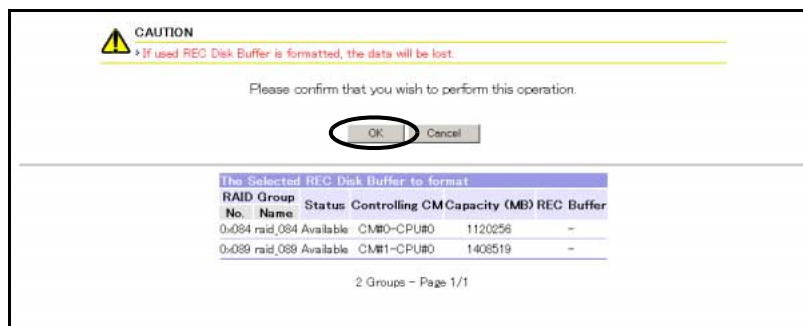 CAUTION
If used REC Disk Buffer is formatted, the data will be lost.
Please confirm that you wish to perform this operation.
OK Cancel
The Selected REC Disk Buffer to format
RAID Group Status Controlling CM Capacity (MB) REC Buffer
No. Name
0x084 raid_084 Available CM#0-CPU#0 1120256 -
0x089 raid_089 Available CM#1-CPU#0 1408519 -
2 Groups - Page 1/1